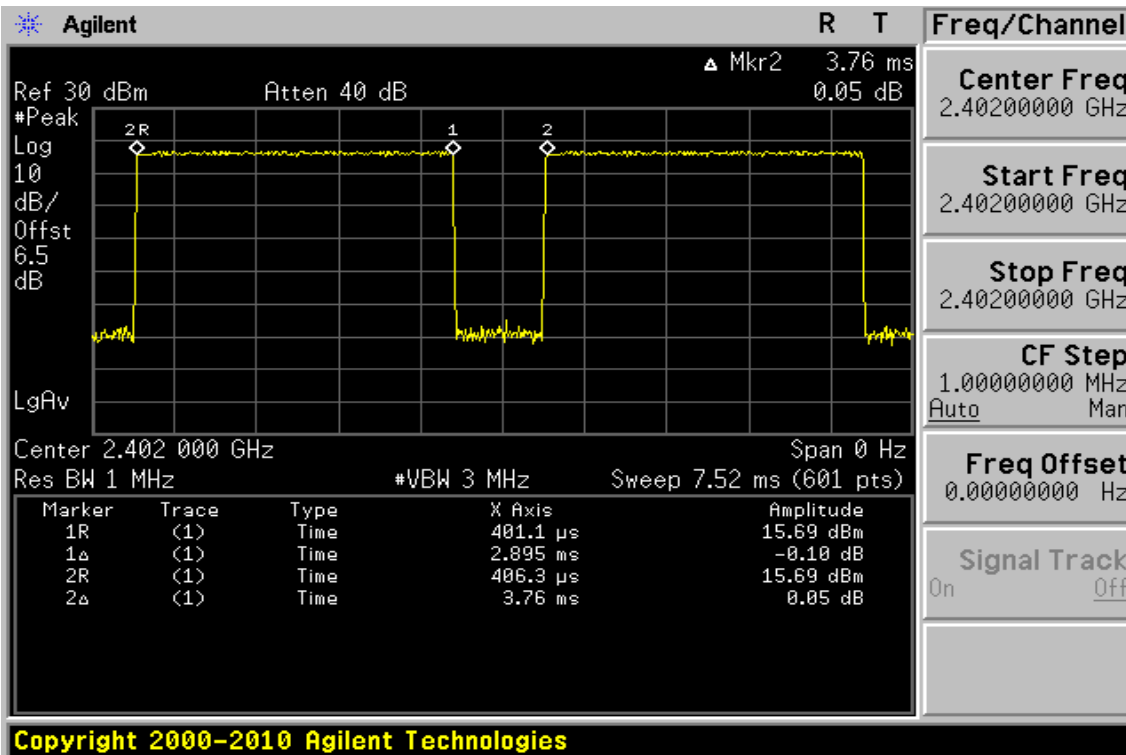 Agilent R T
Δ Mkr2 3.76 ms
Ref 30 dBm Atten 40 dB 0.05 dB
#Peak
Log
10
dB/
Offst
6.5
dB
LgAv
2R 1 2
Center 2.402 000 GHz Span 0 Hz
Res BW 1 MHz #VBW 3 MHz Sweep 7.52 ms (601 pts)
Marker Trace Type X Axis Amplitude
1R (1) Time 401.1 µs 15.69 dBm
1Δ (1) Time 2.895 ms -0.10 dB
2R (1) Time 406.3 µs 15.69 dBm
2Δ (1) Time 3.76 ms 0.05 dB
Freq/Channel
Center Freq
2.40200000 GHz
Start Freq
2.40200000 GHz
Stop Freq
2.40200000 GHz
CF Step
1.00000000 MHz
Auto Man
Freq Offset
0.00000000 Hz
Signal Track
On Off
Copyright 2000-2010 Agilent Technologies